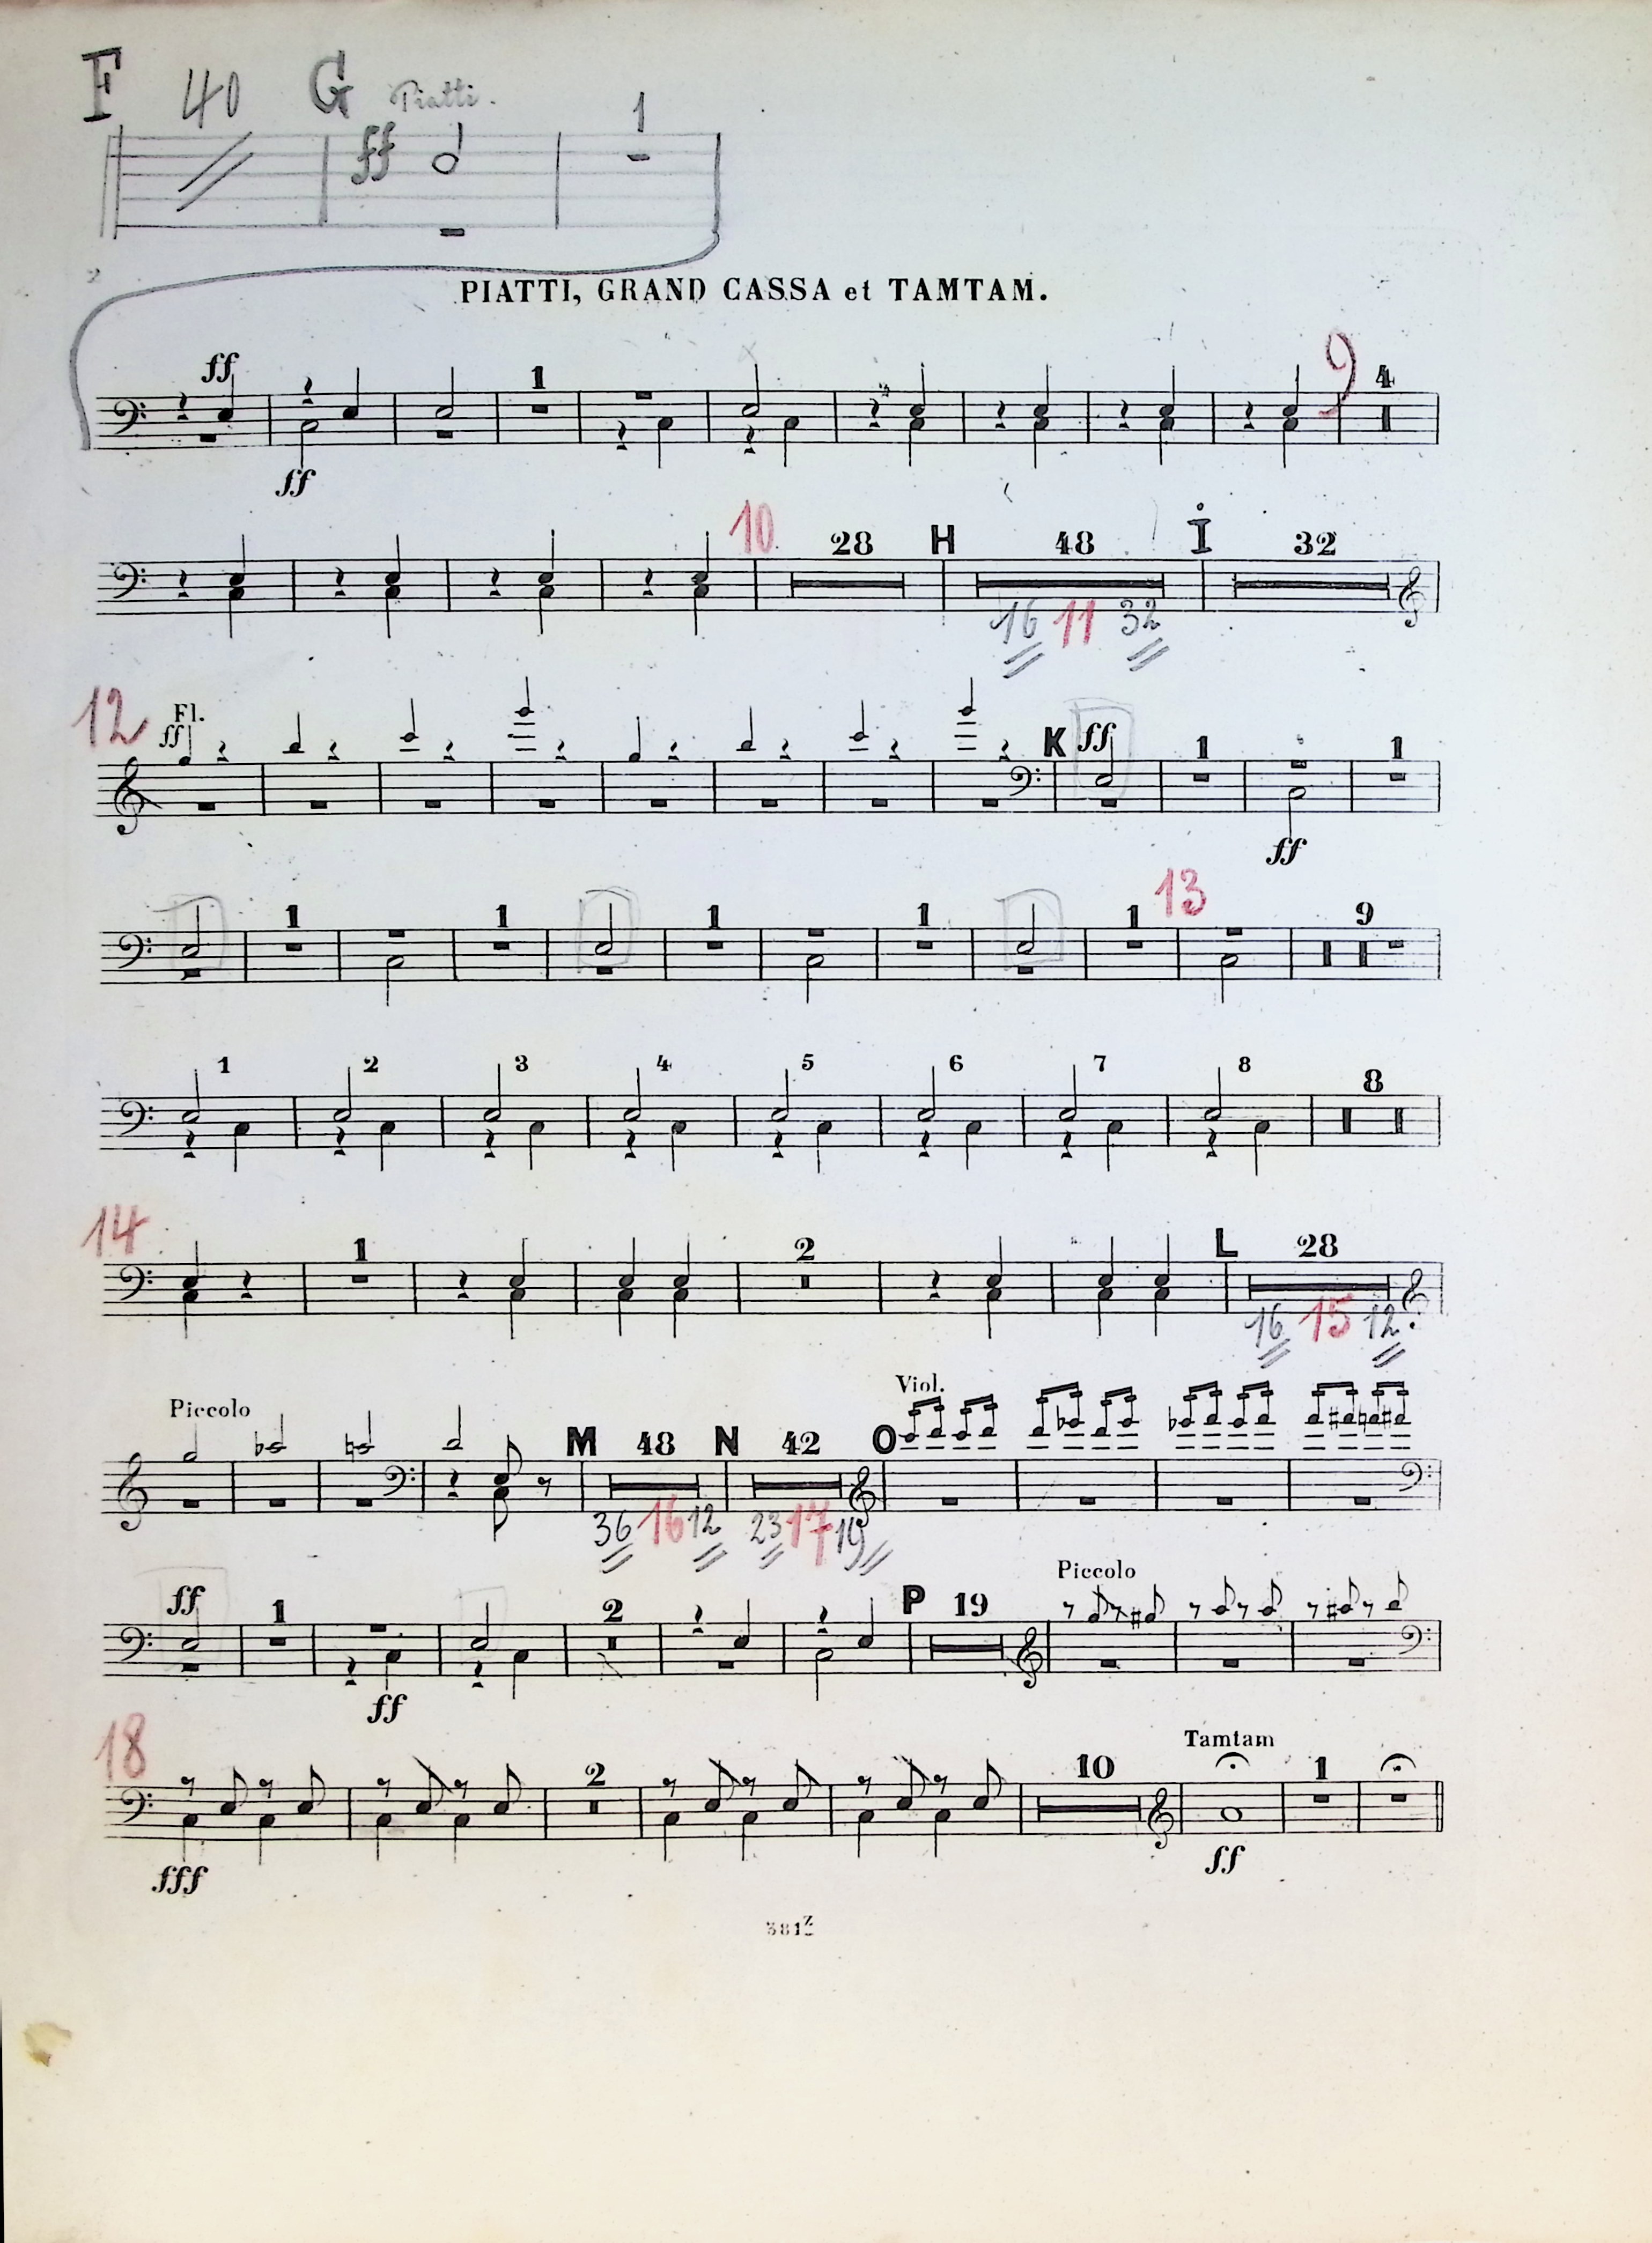 F 40 G Piatti.
ff 1
2
PIATTI, GRAND CASSA et TAMTAM.
ff 1 9 4
ff
10 28 H 48 I 32
16 11 32
12 Fl. ff K ff 1 1
ff
1 1 1 1 1 13 9
1 2 3 4 5 6 7 8 8
14 1 2 L 28
16 15 12
Piccolo M 48 N 42 O Viol.
36 16 12 23 17 19
ff 1 2 P 19 Piccolo
ff
18 2 10 Tamtam 1
fff ff
381